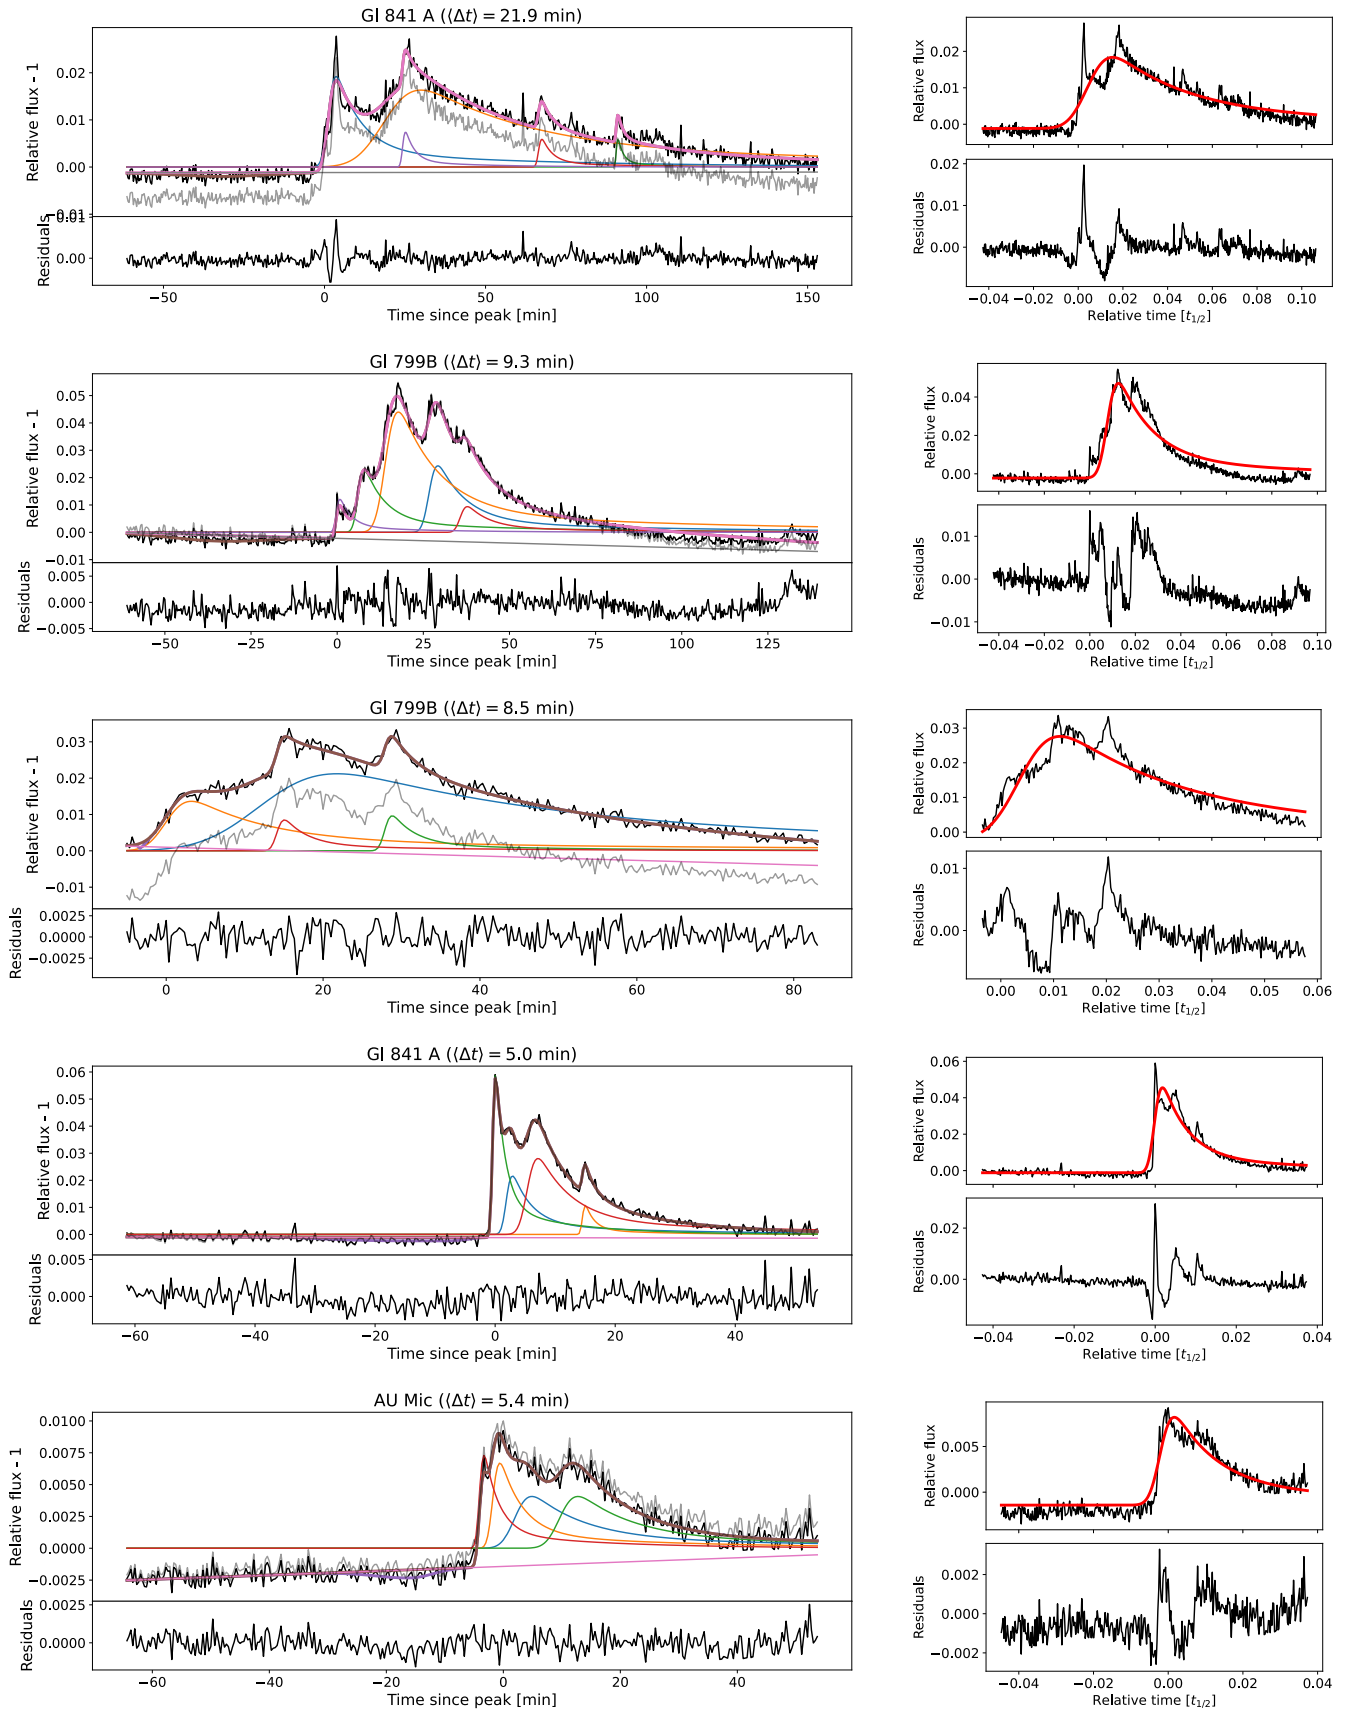 Gl 841 A (⟨Δt⟩ = 21.9 min)
Relative flux - 1
0.02
0.01
0.00
−0.01
Residuals
0.01
0.00
−50
0
50
100
150
Time since peak [min]
Relative flux
0.02
0.01
0.00
Residuals
0.02
0.00
−0.04 −0.02 0.00 0.02 0.04 0.06 0.08 0.10
Relative time [t1/2]
Gl 799B (⟨Δt⟩ = 9.3 min)
Relative flux - 1
0.05
0.04
0.03
0.02
0.01
0.00
−0.01
Residuals
0.005
0.000
−0.005
−50 −25 0 25 50 75 100 125
Time since peak [min]
Relative flux
0.04
0.02
0.00
Residuals
0.01
0.00
−0.01
−0.04 −0.02 0.00 0.02 0.04 0.06 0.08 0.10
Relative time [t1/2]
Gl 799B (⟨Δt⟩ = 8.5 min)
Relative flux - 1
0.03
0.02
0.01
0.00
−0.01
Residuals
0.0025
0.0000
−0.0025
0 20 40 60 80
Time since peak [min]
Relative flux
0.03
0.02
0.01
0.00
Residuals
0.01
0.00
0.00 0.01 0.02 0.03 0.04 0.05 0.06
Relative time [t1/2]
Gl 841 A (⟨Δt⟩ = 5.0 min)
Relative flux - 1
0.06
0.05
0.04
0.03
0.02
0.01
0.00
Residuals
0.005
0.000
−60 −40 −20 0 20 40
Time since peak [min]
Relative flux
0.06
0.04
0.02
0.00
Residuals
0.02
0.00
−0.04 −0.02 0.00 0.02 0.04
Relative time [t1/2]
AU Mic (⟨Δt⟩ = 5.4 min)
Relative flux - 1
0.0100
0.0075
0.0050
0.0025
0.0000
−0.0025
Residuals
0.0025
0.0000
−60 −40 −20 0 20 40
Time since peak [min]
Relative flux
0.005
0.000
Residuals
0.002
0.000
−0.002
−0.04 −0.02 0.00 0.02 0.04
Relative time [t1/2]